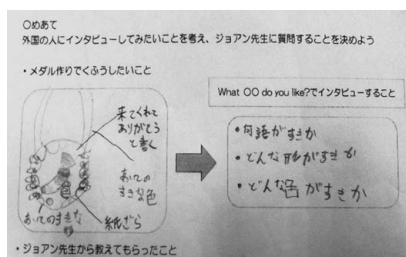 ○めあて
外国の人にインタビューしてみたいことを考え、ジョアン先生に質問することを決めよう
・メダル作りでくふうしたいこと
来てくれて
ありがとう
と書く
あいての
すきな色
紙ざら
あいてのすきな
What ○○ do you like?でインタビューすること
・何語がすきか
・どんな形がすきか
・どんな色がすきか
・ジョアン先生から教えてもらったこと